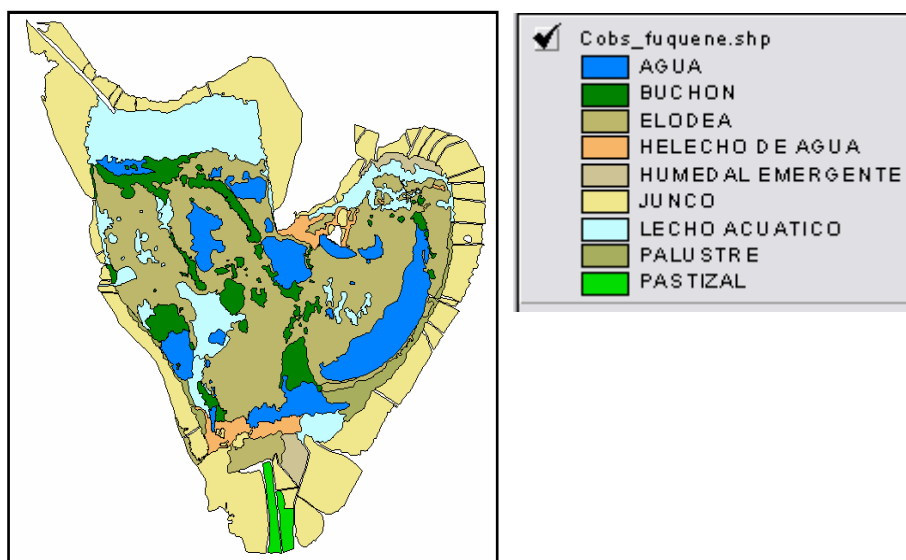 Cobs_fuquene.shp
AGUA
BUCHON
ELODEA
HELECHO DE AGUA
HUMEDAL EMERGENTE
JUNCO
LECHO ACUATICO
PALUSTRE
PASTIZAL